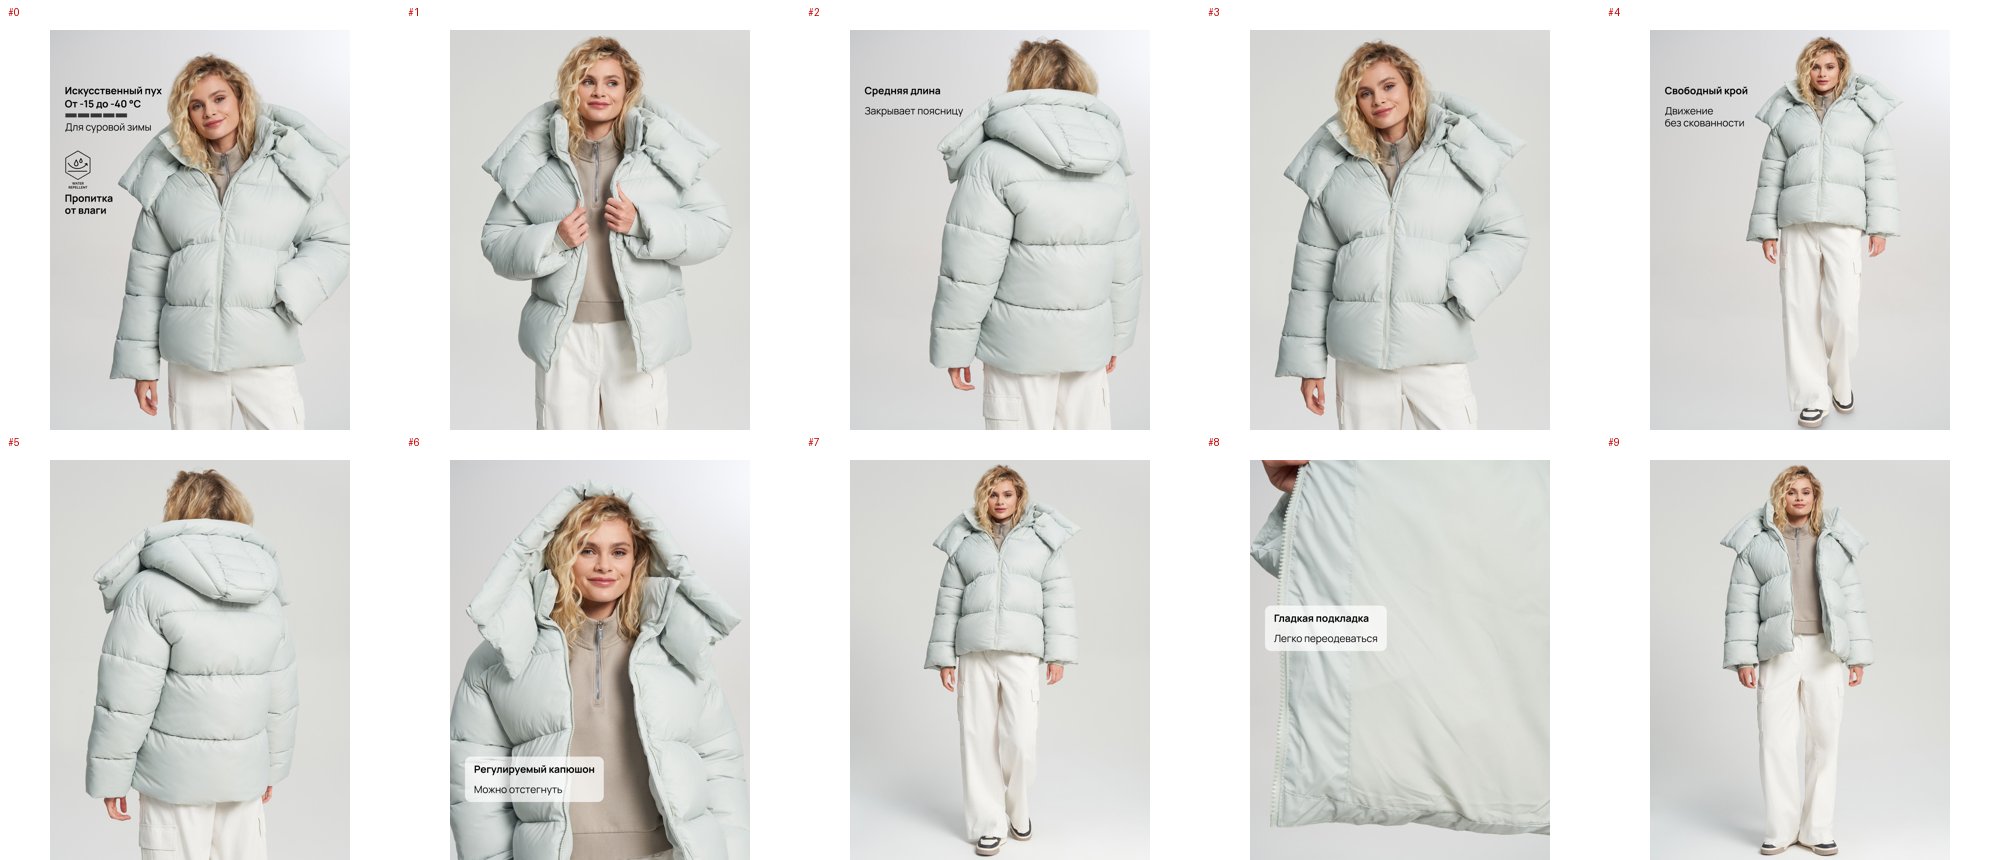 #0
#1
#2
#3
#4
Искусственный пух
От -15 до -40 °C
Для суровой зимы
WATER
REPELLENT
Пропитка
от влаги
Средняя длина
Закрывает поясницу
Свободный крой
Движение
без скованности
#5
#6
#7
#8
#9
Регулируемый капюшон
Можно отстегнуть
Гладкая подкладка
Легко переодеваться